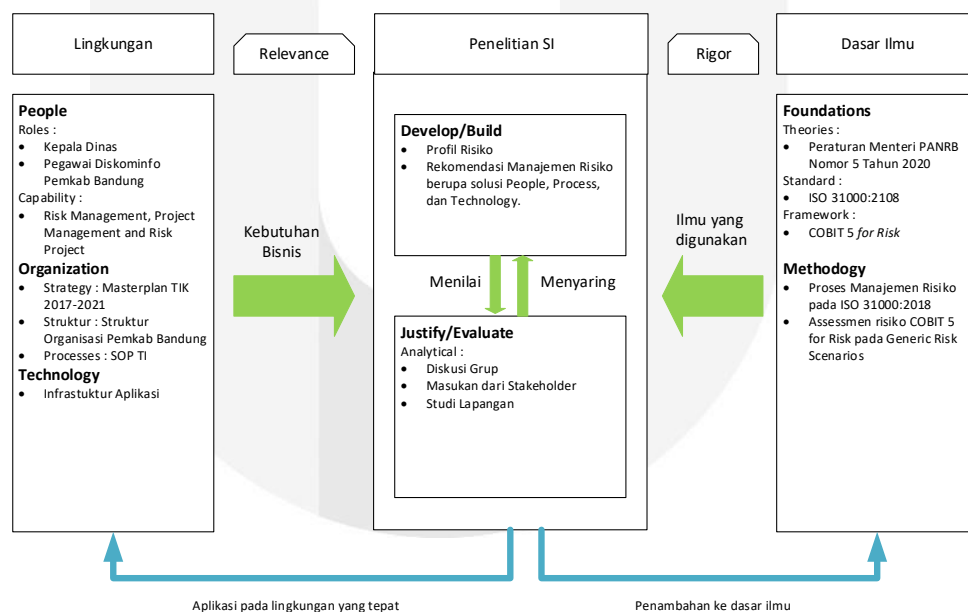 Lingkungan
Relevance
Penelitian SI
Rigor
Dasar Ilmu
People
Roles :
• Kepala Dinas
• Pegawai Diskominfo
Pemkab Bandung
Capability :
• Risk Management, Project
Management and Risk
Project
Organization
• Strategy : Masterplan TIK
2017-2021
• Struktur : Struktur
Organisasi Pemkab Bandung
• Processes : SOP TI
Technology
• Infrastuktur Aplikasi
Kebutuhan
Bisnis
Develop/Build
• Profil Risiko
• Rekomendasi Manajemen Risiko
berupa solusi People, Process,
dan Technology.
Menilai
Menyaring
Justify/Evaluate
Analytical :
• Diskusi Grup
• Masukan dari Stakeholder
• Studi Lapangan
Ilmu yang
digunakan
Foundations
Theories :
• Peraturan Menteri PANRB
Nomor 5 Tahun 2020
Standard :
• ISO 31000:2108
Framework :
• COBIT 5 for Risk
Methodogy
• Proses Manajemen Risiko
pada ISO 31000:2018
• Assessmen risiko COBIT 5
for Risk pada Generic Risk
Scenarios
Aplikasi pada lingkungan yang tepat
Penambahan ke dasar ilmu